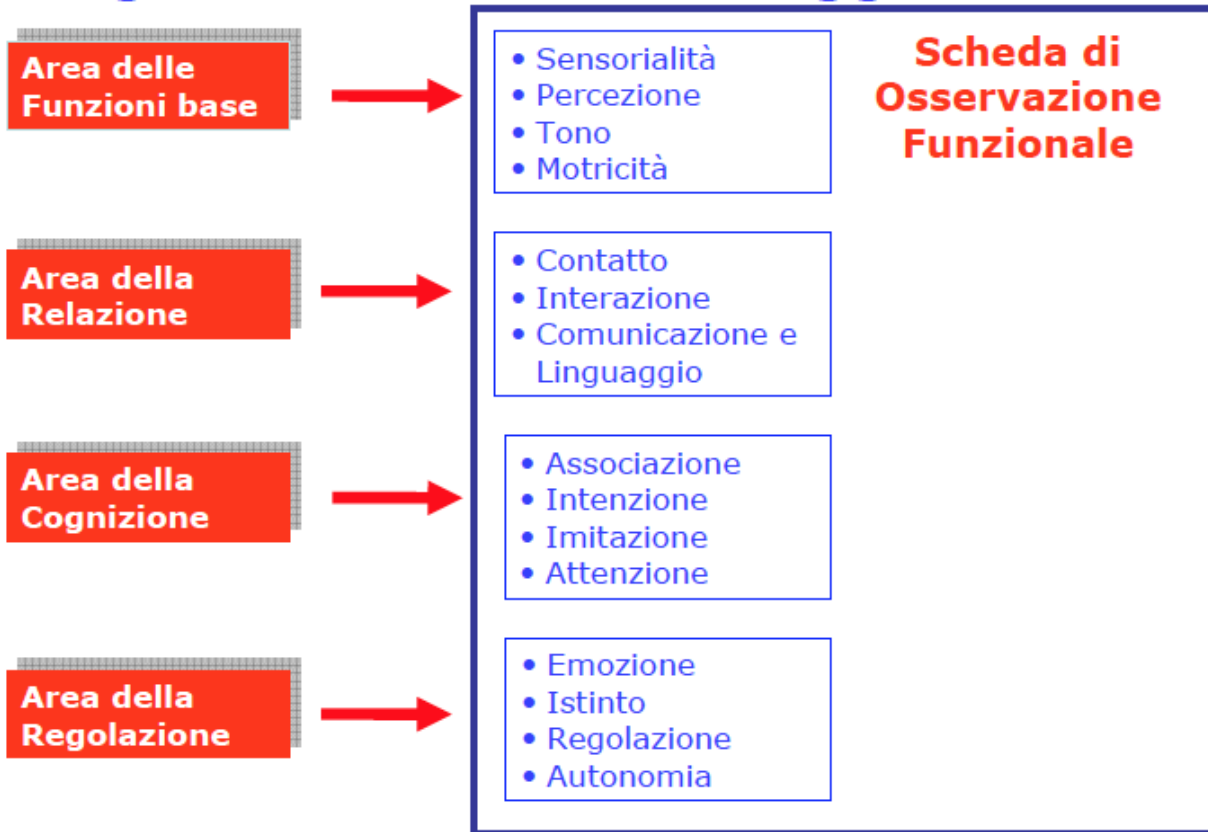 Area delle
Funzioni base
• Sensorialità
• Percezione
• Tono
• Motricità
Scheda di
Osservazione
Funzionale
Area della
Relazione
• Contatto
• Interazione
• Comunicazione e
Linguaggio
Area della
Cognizione
• Associazione
• Intenzione
• Imitazione
• Attenzione
Area della
Regolazione
• Emozione
• Istinto
• Regolazione
• Autonomia